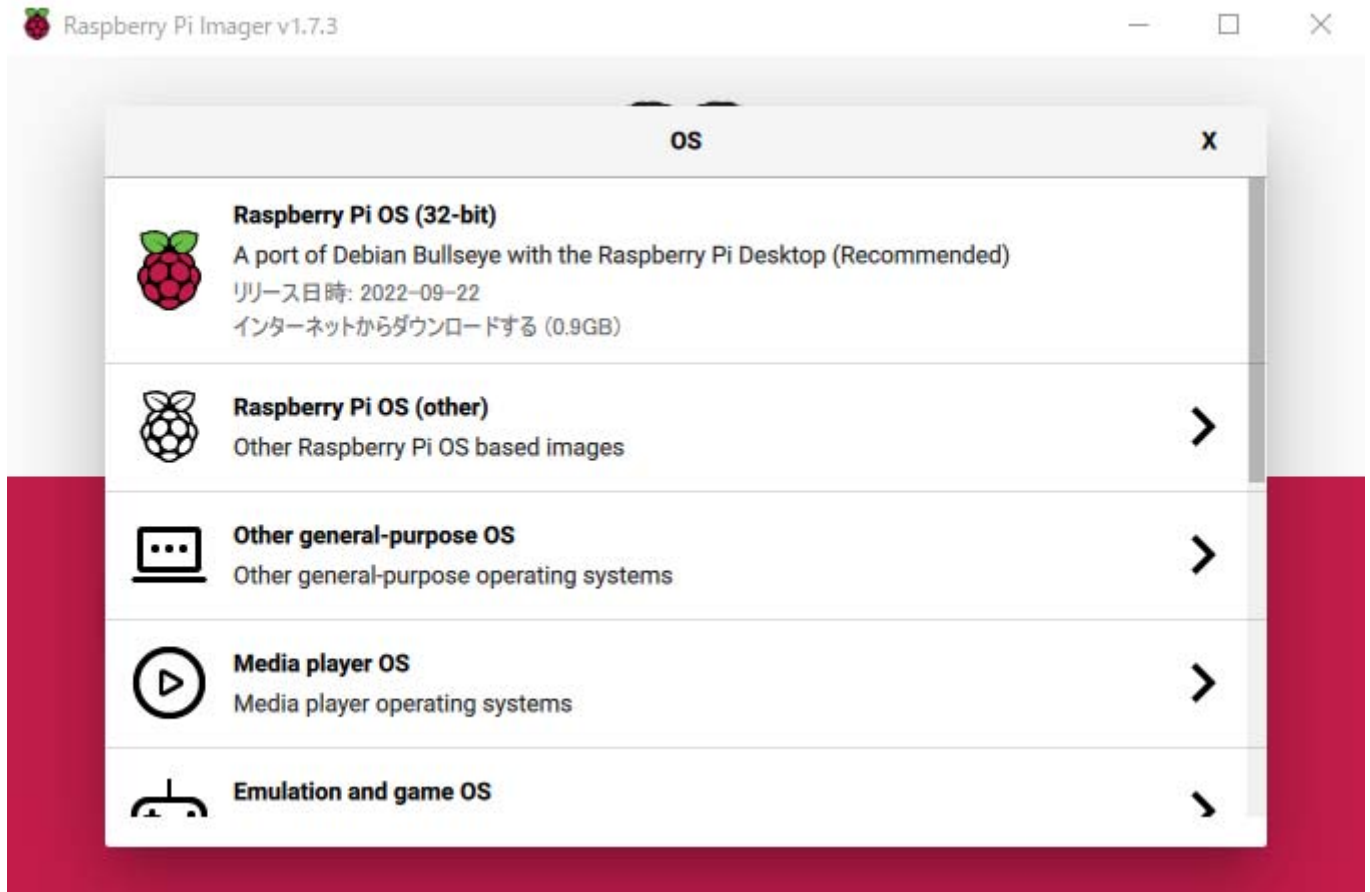 Raspberry Pi Imager v1.7.3
OS
X
Raspberry Pi OS (32-bit)
A port of Debian Bullseye with the Raspberry Pi Desktop (Recommended)
リリース日時: 2022-09-22
インターネットからダウンロードする (0.9GB)
Raspberry Pi OS (other)
Other Raspberry Pi OS based images
Other general-purpose OS
Other general-purpose operating systems
Media player OS
Media player operating systems
Emulation and game OS